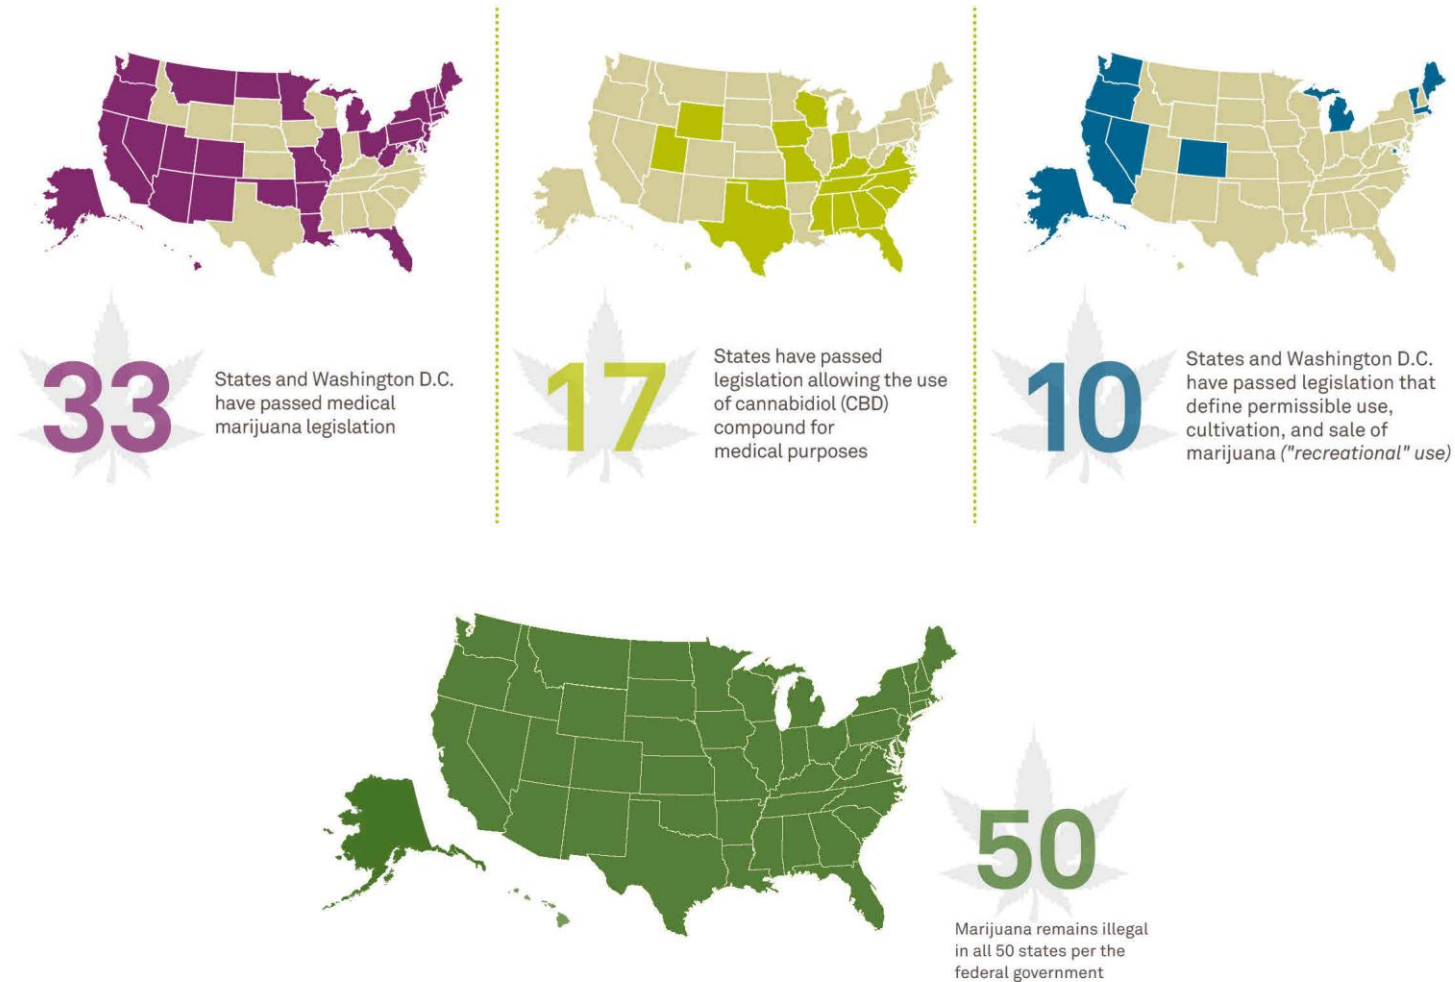 33
States and Washington D.C.
have passed medical
marijuana legislation
17
States have passed
legislation allowing the use
of cannabidiol (CBD)
compound for
medical purposes
10
States and Washington D.C.
have passed legislation that
define permissible use,
cultivation, and sale of
marijuana ("recreational" use)
50
Marijuana remains illegal
in all 50 states per the
federal government